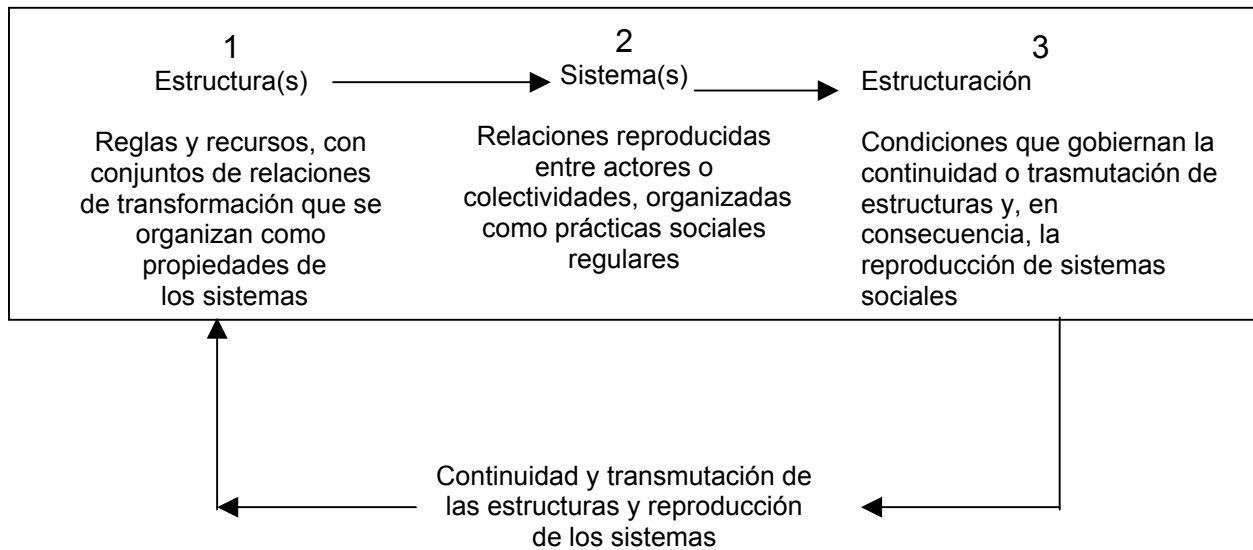 1
Estructura(s)
Reglas y recursos, con
conjuntos de relaciones
de transformación que se
organizan como
propiedades de
los sistemas
2
Sistema(s)
Relaciones reproducidas
entre actores o
colectividades, organizadas
como prácticas sociales
regulares
3
Estructuración
Condiciones que gobiernan la
continuidad o trasmutación de
estructuras y, en
consecuencia, la
reproducción de sistemas
sociales
Continuidad y transmutación de
las estructuras y reproducción
de los sistemas